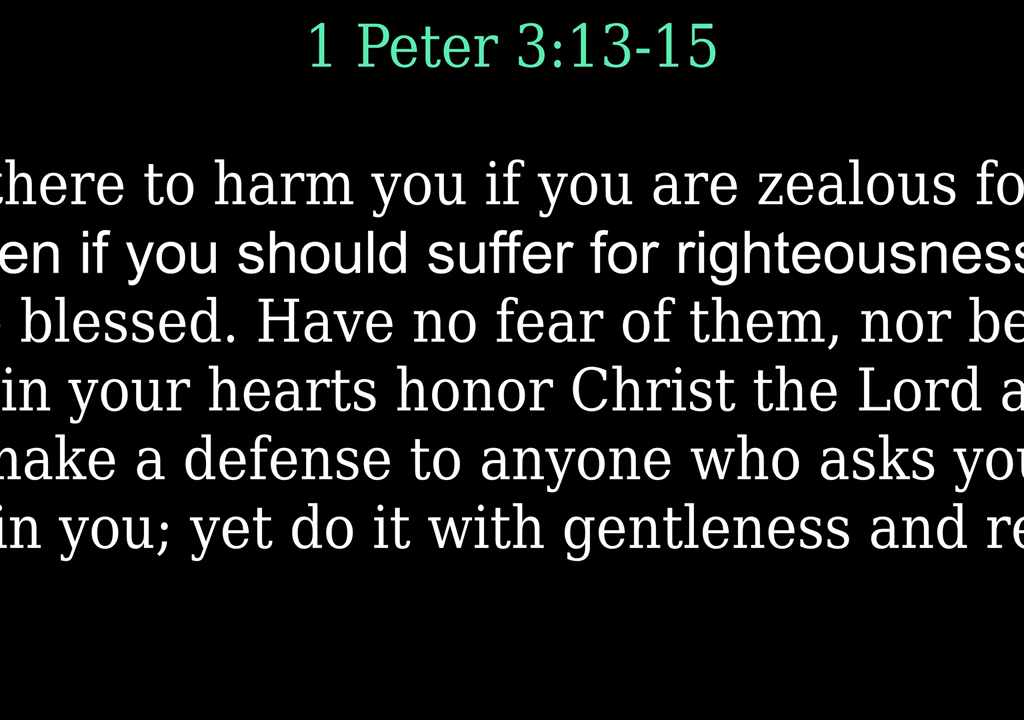 1 Peter 3:13-15
there to harm you if you are zealous fo
en if you should suffer for righteousness
blessed. Have no fear of them, nor be
in your hearts honor Christ the Lord a
make a defense to anyone who asks you
in you; yet do it with gentleness and re